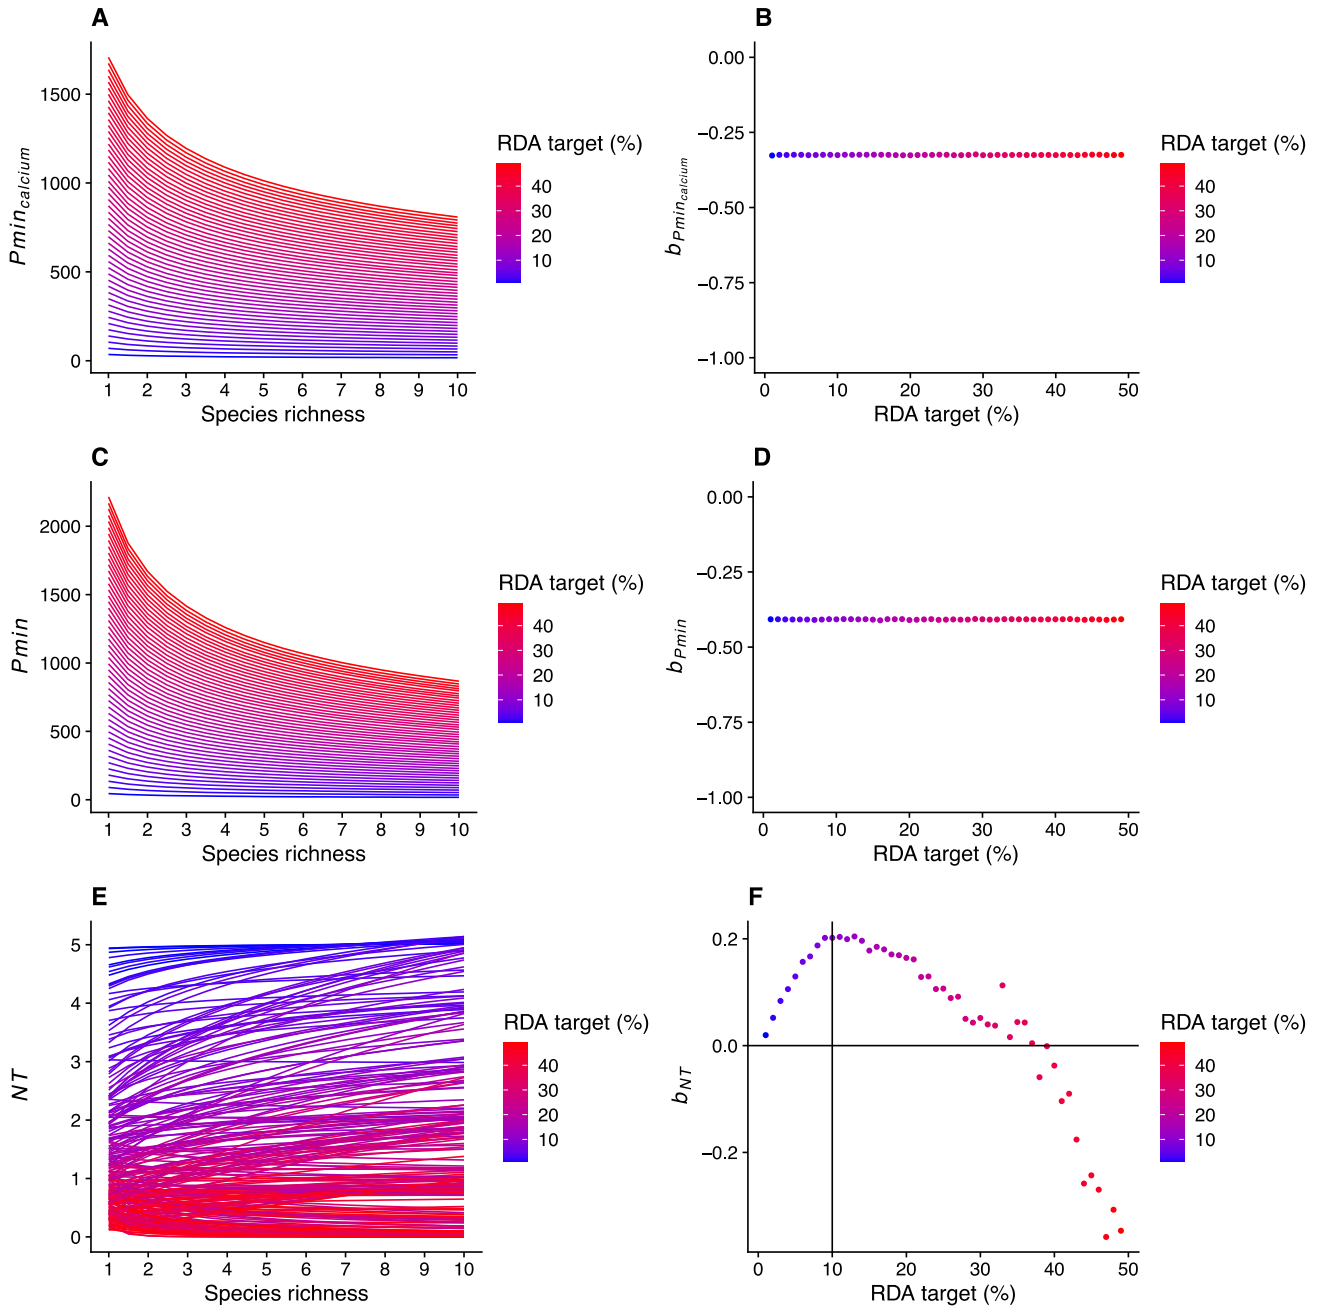 A
Pmin_calcium
1500
1000
500
0
1 2 3 4 5 6 7 8 9 10
Species richness
RDA target (%)
40
30
20
10
B
b_Pmin_calcium
0.00
−0.25
−0.50
−0.75
−1.00
0 10 20 30 40 50
RDA target (%)
RDA target (%)
40
30
20
10
C
Pmin
2000
1500
1000
500
0
1 2 3 4 5 6 7 8 9 10
Species richness
RDA target (%)
40
30
20
10
D
b_Pmin
0.00
−0.25
−0.50
−0.75
−1.00
0 10 20 30 40 50
RDA target (%)
RDA target (%)
40
30
20
10
E
NT
5
4
3
2
1
0
1 2 3 4 5 6 7 8 9 10
Species richness
RDA target (%)
40
30
20
10
F
b_NT
0.2
0.0
−0.2
0 10 20 30 40 50
RDA target (%)
RDA target (%)
40
30
20
10